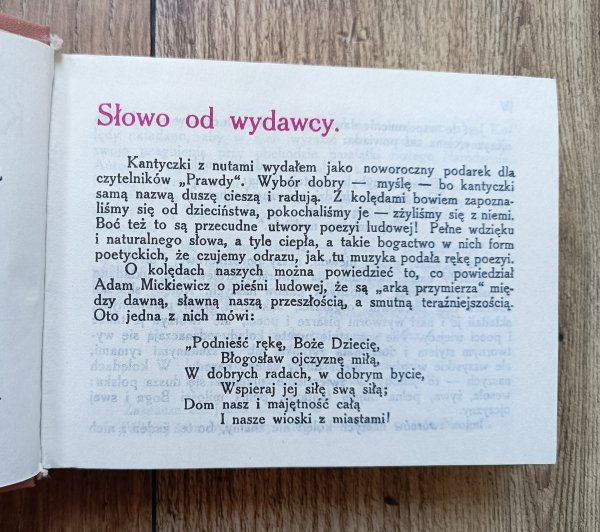 Słowo od wydawcy.
Kantyczki z nutami wydałem jako noworoczny podarek dla
czytelników „Prawdy". Wybór dobry — myślę — bo kantyczki
samą nazwą duszę cieszą i radują. Z kolędami bowiem zapozna-
liśmy się od dzieciństwa, pokochaliśmy je — zżyliśmy się z niemi.
Boć też to są przecudne utwory poezyi ludowej! Pełne wdzięku
i naturalnego słowa, a tyle ciepła, a takie bogactwo w nich form
poetyckich, że czujemy odrazu, jak tu muzyka podała rękę poezyi.
O kolędach naszych można powiedzieć to, co powiedział
Adam Mickiewicz o pieśni ludowej, że są „arką przymierza" mię-
dzy dawną, sławną naszą przeszłością, a smutną teraźniejszością.
Oto jedna z nich mówi:
„Podnieść rękę, Boże Dziecię,
Błogosław ojczyznę miłą,
W dobrych radach, w dobrym bycie,
Wspieraj jej siłę swą siłą;
Dom nasz i majętność całą
I nasze wioski z miastami!